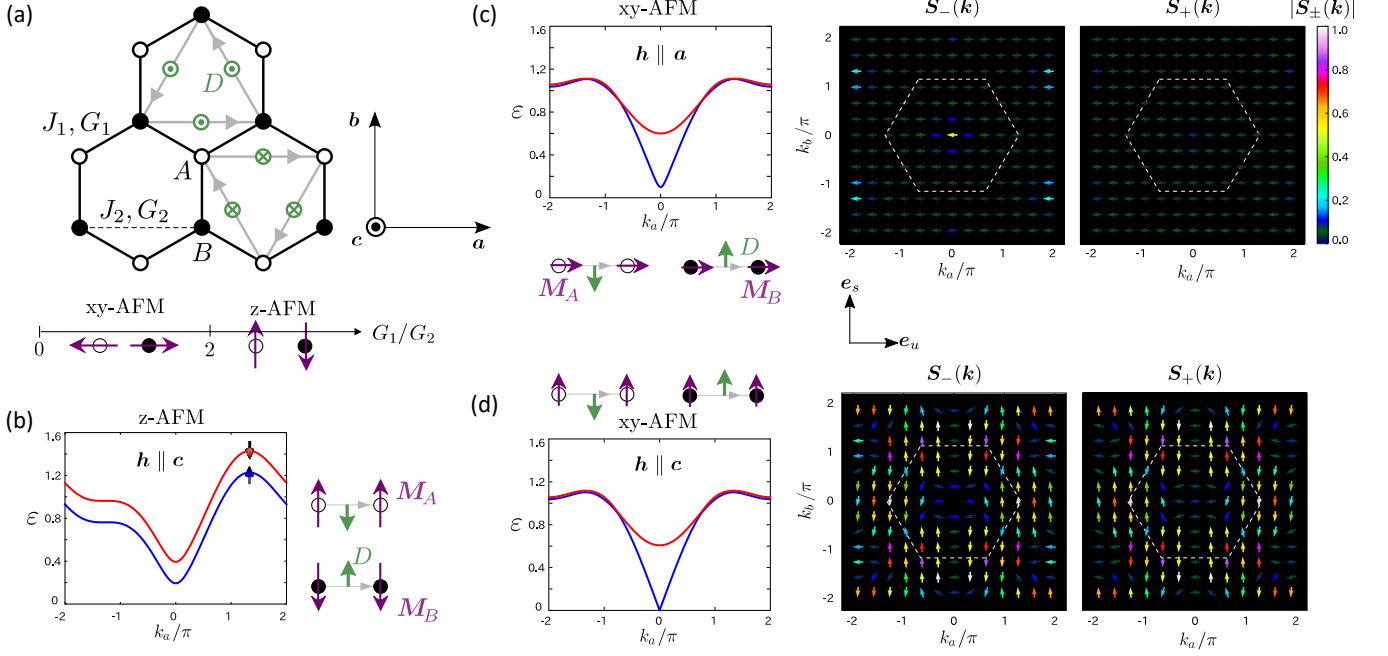 (a)
D
J1, G1
A
J2, G2
B
b
c
a
xy-AFM
z-AFM
0
2
G1/G2
(b)
z-AFM
h ∥ c
ε
1.6
1.2
0.8
0.4
0
-2 -1 0 1 2
ka/π
MA
D
MB
(c)
xy-AFM
h ∥ a
ε
1.6
1.2
0.8
0.4
0
-2 -1 0 1 2
ka/π
MA
D
MB
S−(k)
S+(k)
|S±(k)|
1.0
0.8
0.6
0.4
0.2
0.0
kb/π
2
1
0
-1
-2
-2 -1 0 1 2
ka/π
-2 -1 0 1 2
ka/π
es
eu
(d)
xy-AFM
h ∥ c
ε
1.6
1.2
0.8
0.4
0
-2 -1 0 1 2
ka/π
S−(k)
S+(k)
kb/π
2
1
0
-1
-2
-2 -1 0 1 2
ka/π
-2 -1 0 1 2
ka/π